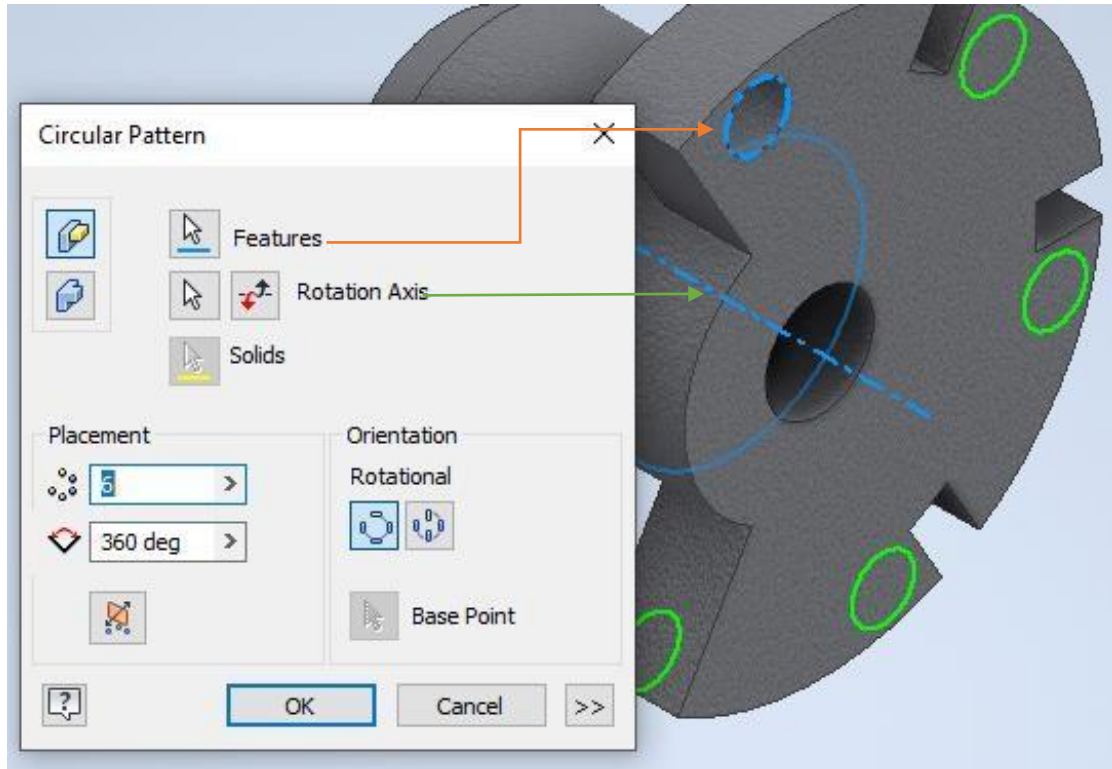 Circular Pattern
Features
Rotation Axis
Solids
Placement
Orientation
6
Rotational
360 deg
Base Point
?
OK
Cancel
>>